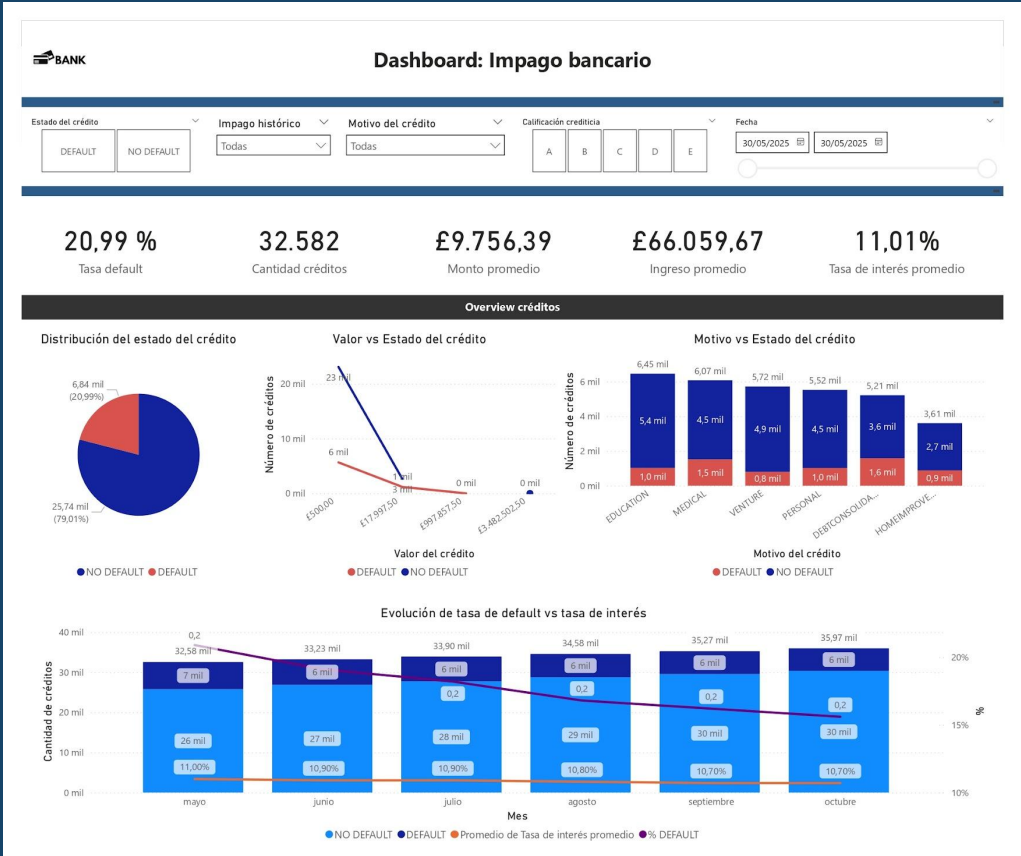 BANK
Dashboard: Impago bancario
Estado del crédito
DEFAULT
NO DEFAULT
Impago histórico
Todas
Motivo del crédito
Todas
Calificación crediticia
A
B
C
D
E
Fecha
30/05/2025
30/05/2025
20,99 %
Tasa default
32.582
Cantidad créditos
£9.756,39
Monto promedio
£66.059,67
Ingreso promedio
11,01%
Tasa de interés promedio
Overview créditos
Distribución del estado del crédito
6,84 mil
(20,99%)
25,74 mil
(79,01%)
NO DEFAULT DEFAULT
Valor vs Estado del crédito
Número de créditos
20 mil
10 mil
0 mil
23 mil
6 mil
1 mil
3 mil
0 mil
0 mil
£500,00
£17.997,50
£997.857,50
£3.482.502,50
Valor del crédito
DEFAULT NO DEFAULT
Motivo vs Estado del crédito
Número de créditos
6 mil
4 mil
2 mil
0 mil
6,45 mil
6,07 mil
5,72 mil
5,52 mil
5,21 mil
3,61 mil
5,4 mil
4,5 mil
4,9 mil
4,5 mil
3,6 mil
2,7 mil
1,0 mil
1,5 mil
0,8 mil
1,0 mil
1,6 mil
0,9 mil
EDUCATION
MEDICAL
VENTURE
PERSONAL
DEBTCONSOLIDA...
HOMEIMPROVE...
Motivo del crédito
DEFAULT NO DEFAULT
Evolución de tasa de default vs tasa de interés
Cantidad de créditos
40 mil
30 mil
20 mil
10 mil
0 mil
0,2
32,58 mil
33,23 mil
33,90 mil
34,58 mil
35,27 mil
35,97 mil
7 mil
6 mil
6 mil
6 mil
6 mil
6 mil
0,2
0,2
0,2
0,2
26 mil
27 mil
28 mil
29 mil
30 mil
30 mil
11,00%
10,90%
10,90%
10,80%
10,70%
10,70%
20%
15%
10%
%
mayo
junio
julio
agosto
septiembre
octubre
Mes
NO DEFAULT DEFAULT Promedio de Tasa de interés promedio % DEFAULT